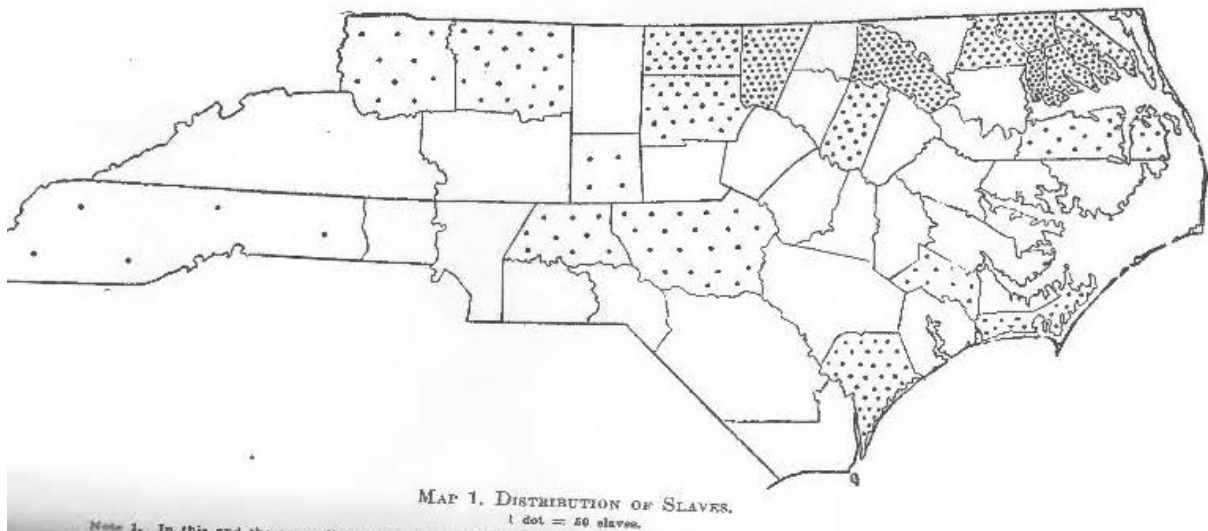 MAP 1. DISTRIBUTION OF SLAVES.
1 dot = 50 slaves.
Note 1. In this and the